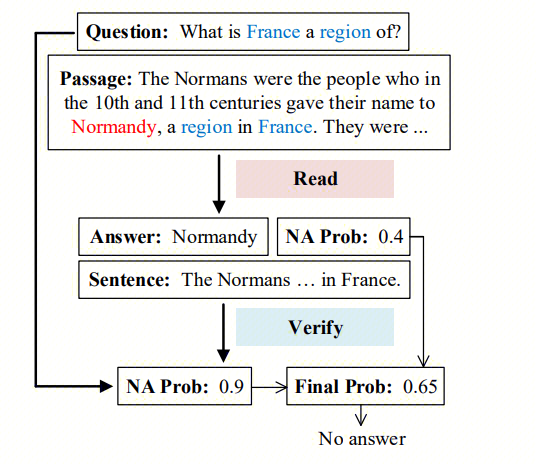 Question: What is France a region of?
Passage: The Normans were the people who in
the 10th and 11th centuries gave their name to
Normandy, a region in France. They were ...
Read
Answer: Normandy
NA Prob: 0.4
Sentence: The Normans … in France.
Verify
NA Prob: 0.9
Final Prob: 0.65
No answer